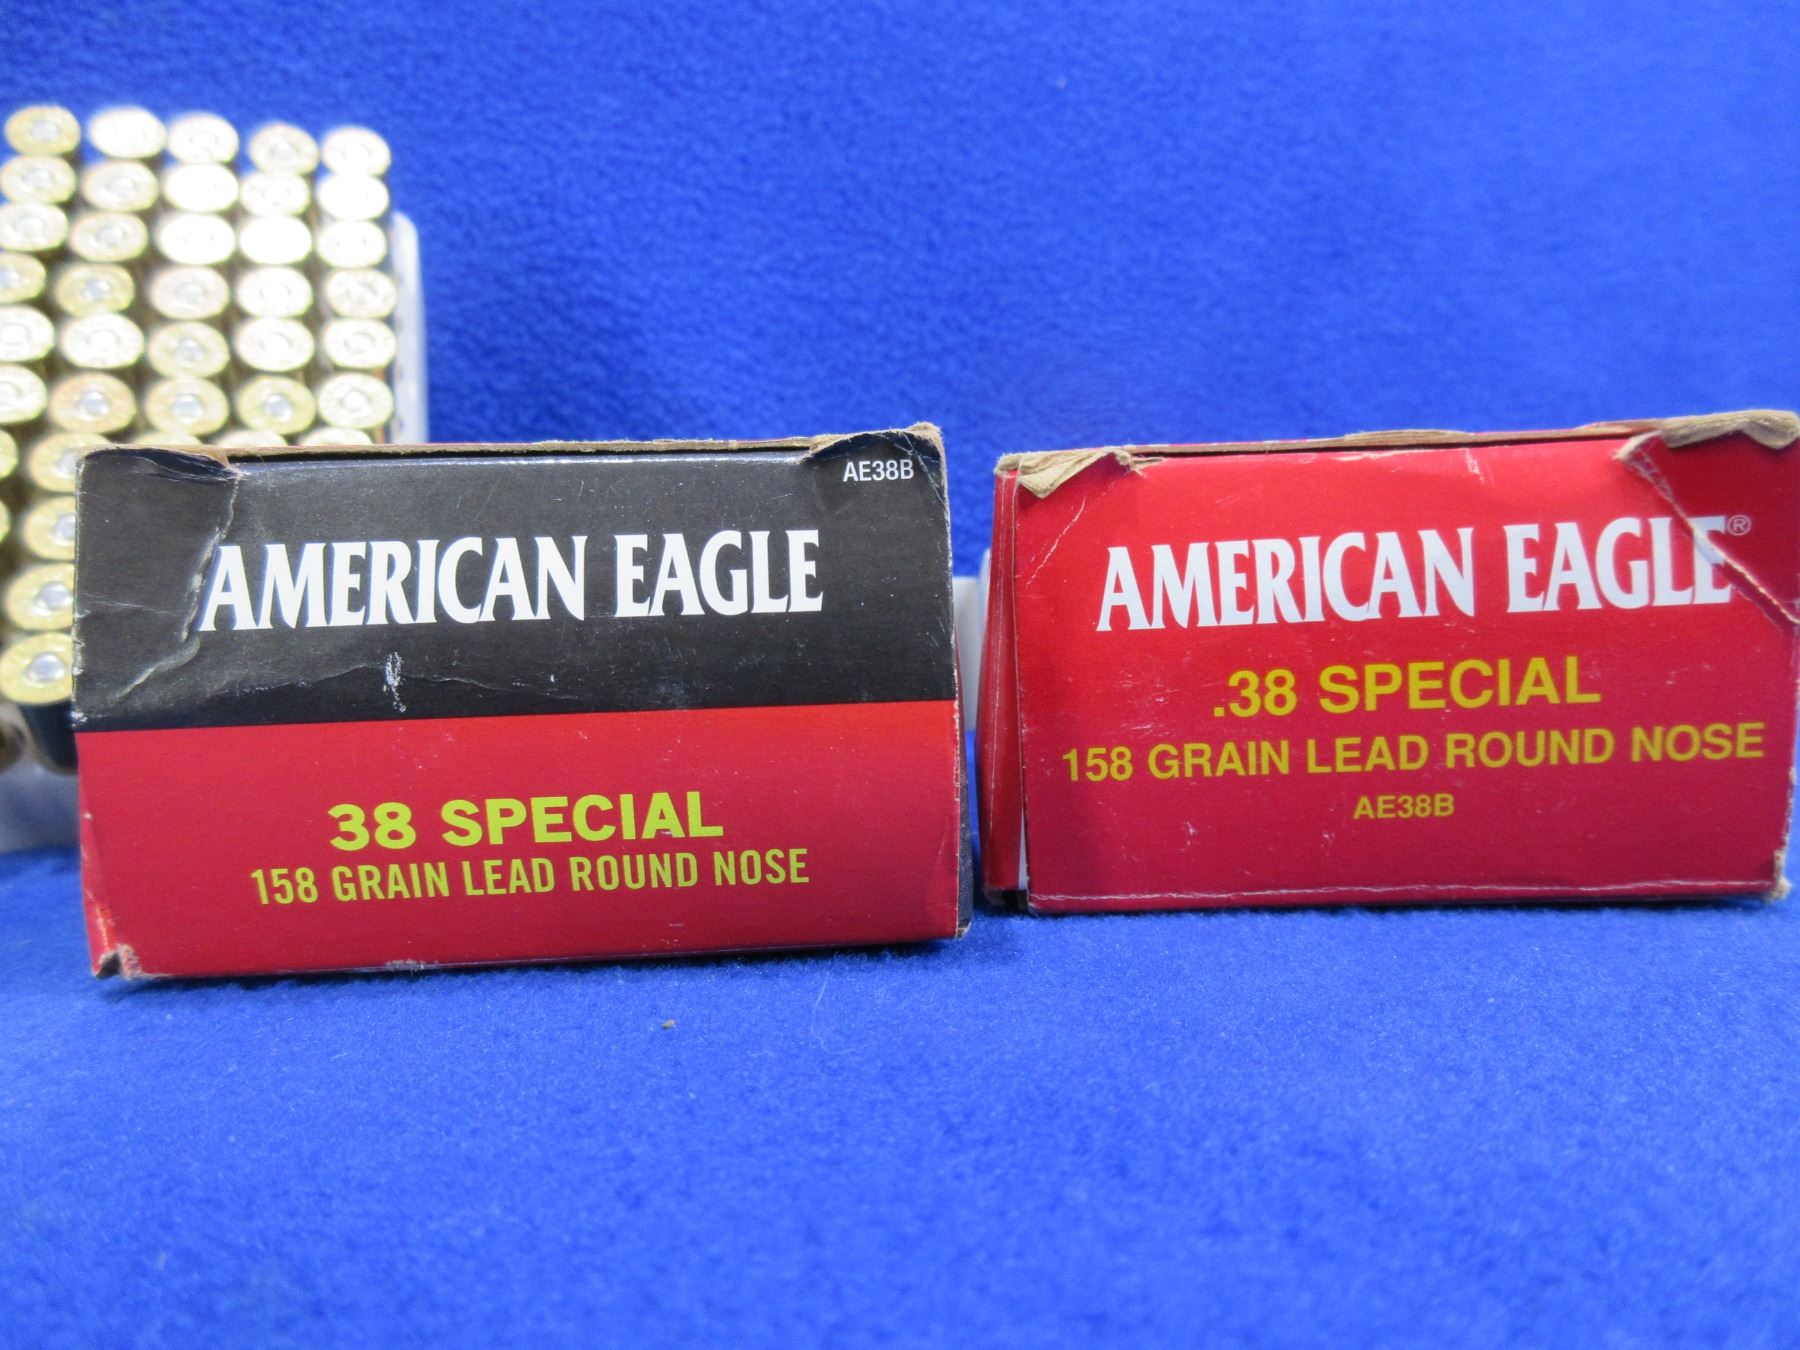 AE38B
AMERICAN EAGLE
38 SPECIAL
158 GRAIN LEAD ROUND NOSE
AMERICAN EAGLE®
.38 SPECIAL
158 GRAIN LEAD ROUND NOSE
AE38B